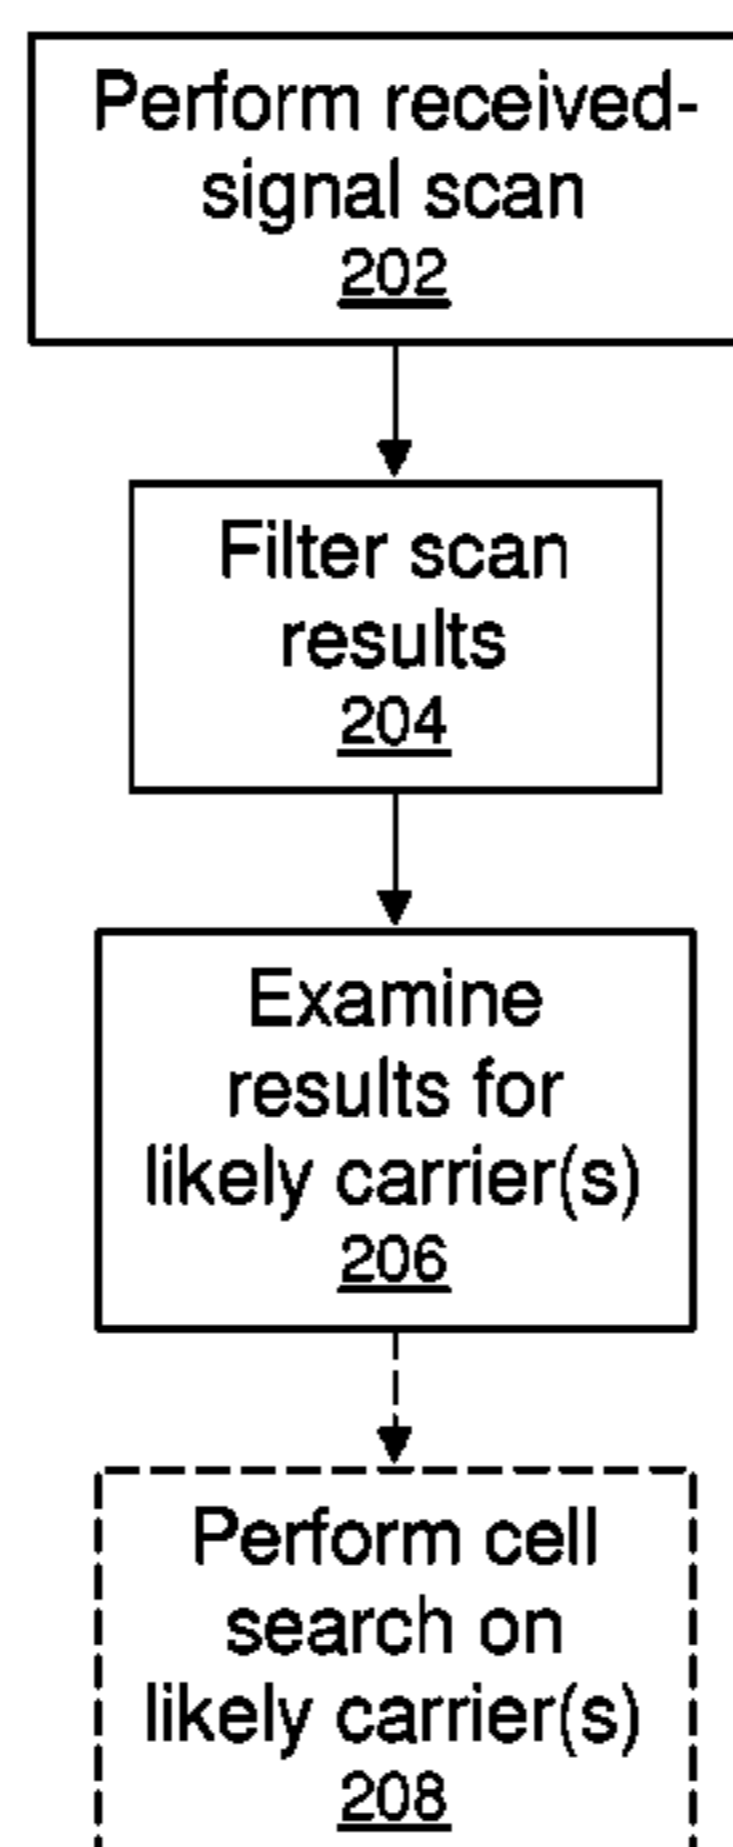 Perform received-
signal scan
202
Filter scan
results
204
Examine
results for
likely carrier(s)
206
Perform cell
search on
likely carrier(s)
208